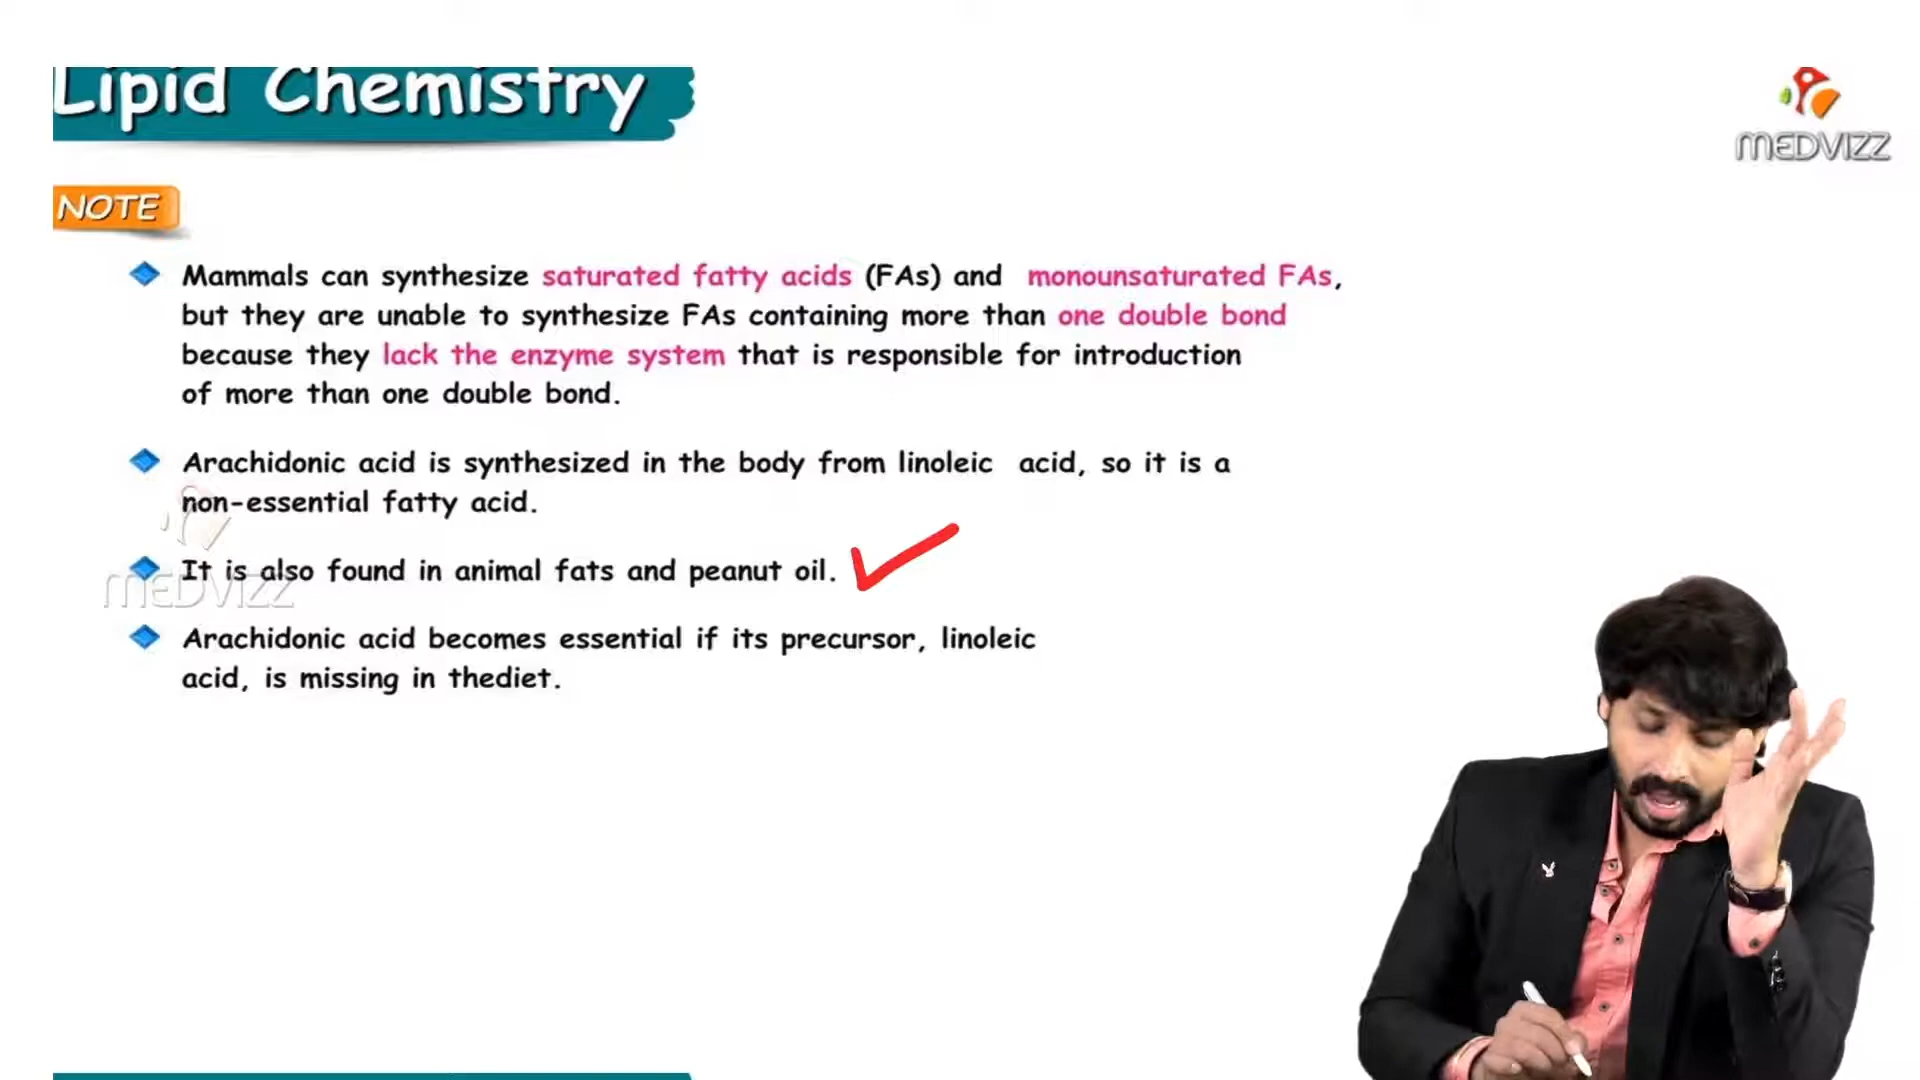 Lipid Chemistry
MEDVIZZ
NOTE
Mammals can synthesize saturated fatty acids (FAs) and monounsaturated FAs,
but they are unable to synthesize FAs containing more than one double bond
because they lack the enzyme system that is responsible for introduction
of more than one double bond.
Arachidonic acid is synthesized in the body from linoleic acid, so it is a
non-essential fatty acid.
It is also found in animal fats and peanut oil.
MEDVIZZ
Arachidonic acid becomes essential if its precursor, linoleic
acid, is missing in thediet.